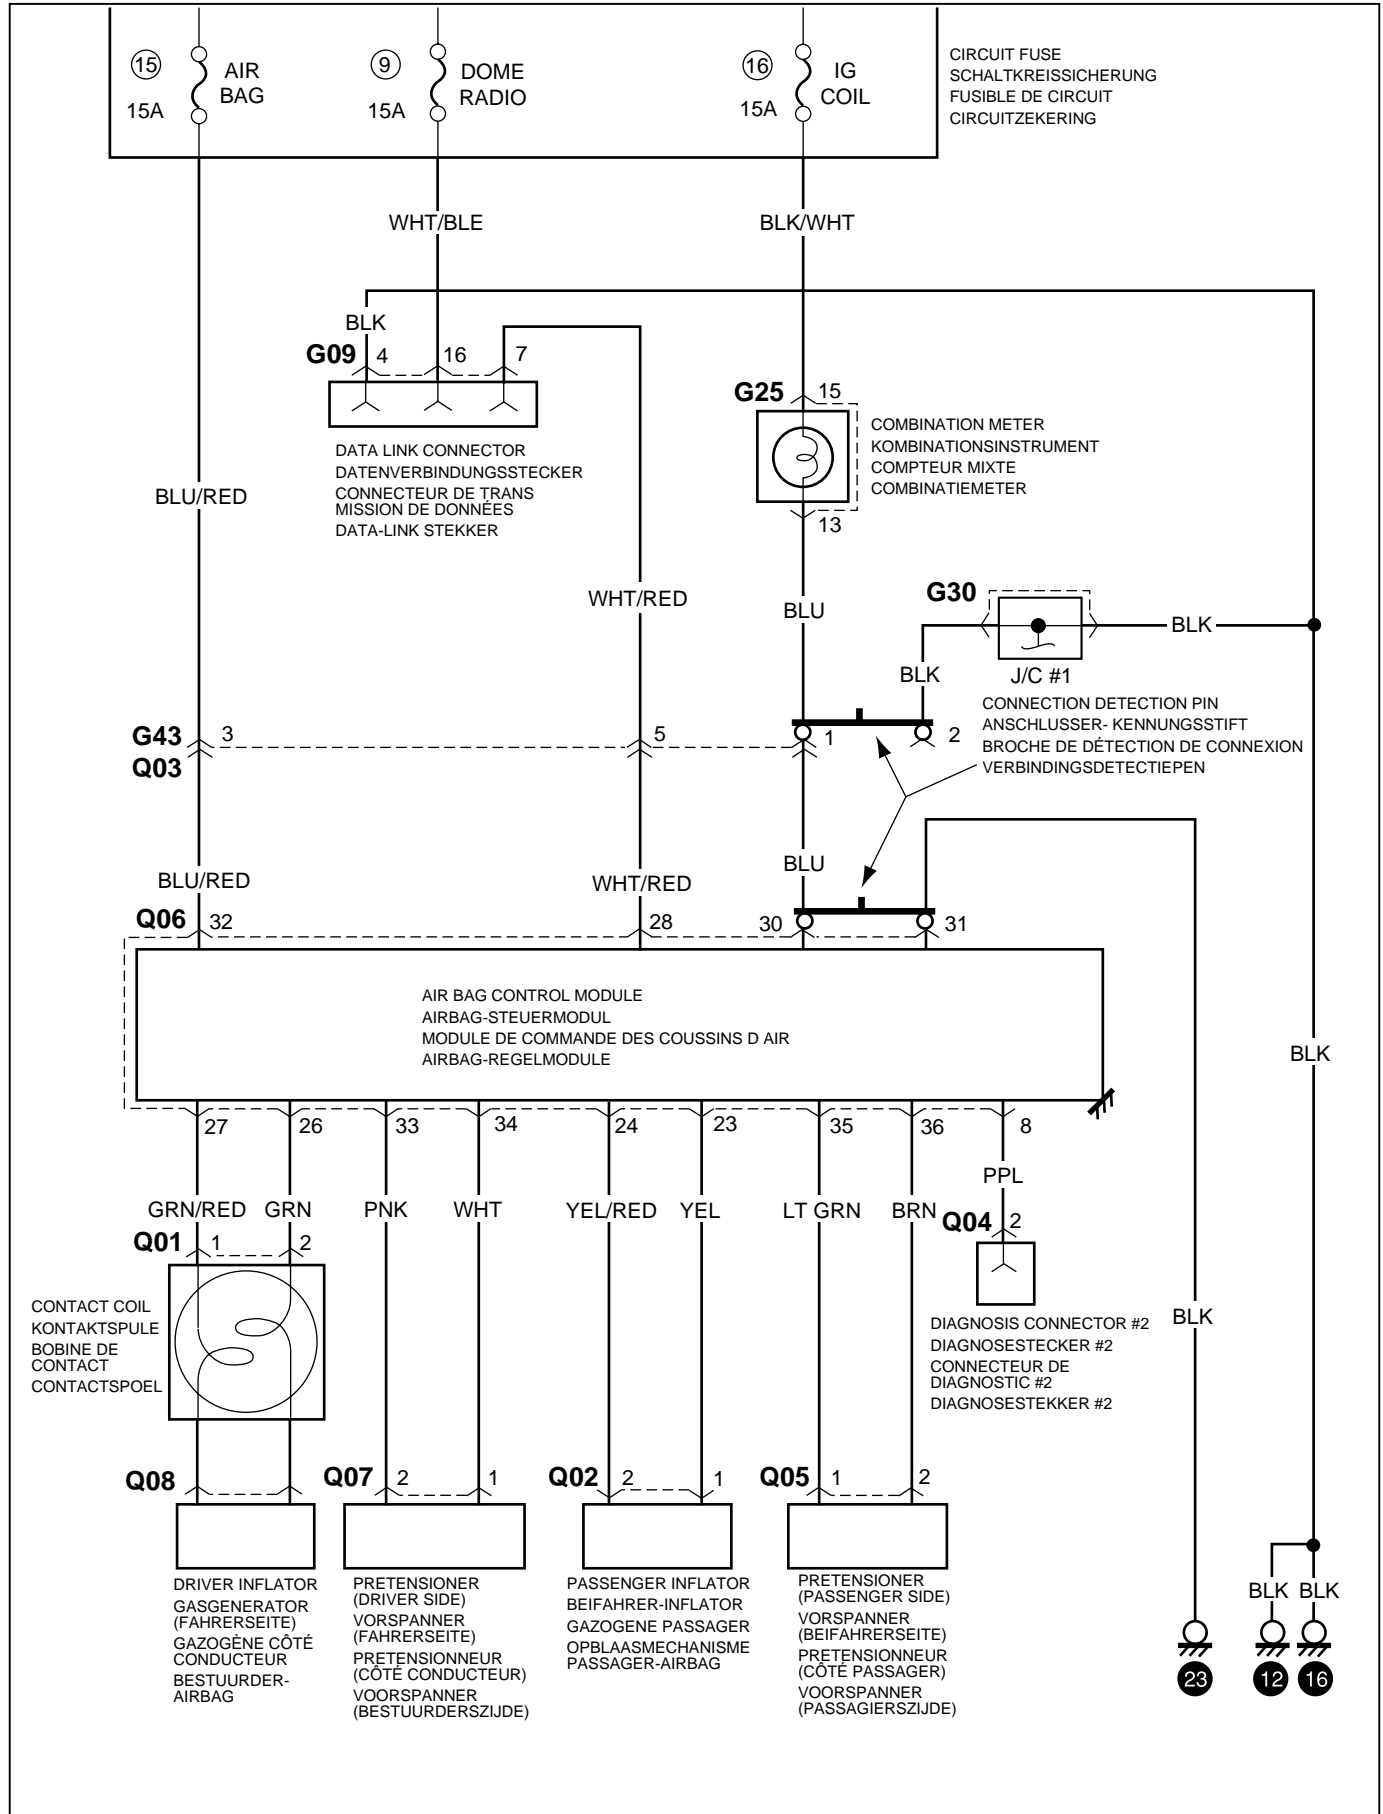 15
AIR
BAG
15A
9
DOME
RADIO
15A
16
IG
COIL
15A
CIRCUIT FUSE
SCHALTKREISSICHERUNG
FUSIBLE DE CIRCUIT
CIRCUITZEKERING
WHT/BLE
BLK/WHT
BLK
G09
4
16
7
DATA LINK CONNECTOR
DATENVERBINDUNGSSTECKER
CONNECTEUR DE TRANS
MISSION DE DONNÉES
DATA-LINK STEKKER
G25
15
COMBINATION METER
KOMBINATIONSINSTRUMENT
COMPTEUR MIXTE
COMBINATIEMETER
13
BLU/RED
WHT/RED
BLU
G30
BLK
BLK
J/C #1
CONNECTION DETECTION PIN
ANSCHLUSSER- KENNUNGSSTIFT
BROCHE DE DÉTECTION DE CONNEXION
VERBINDINGSDETECTIEPEN
G43
3
5
1
2
Q03
BLU/RED
WHT/RED
BLU
Q06
32
28
30
31
AIR BAG CONTROL MODULE
AIRBAG-STEUERMODUL
MODULE DE COMMANDE DES COUSSINS D AIR
AIRBAG-REGELMODULE
BLK
27
26
33
34
24
23
35
36
8
GRN/RED
GRN
PNK
WHT
YEL/RED
YEL
LT GRN
BRN
PPL
Q01
1
2
Q04
2
CONTACT COIL
KONTAKTSPULE
BOBINE DE
CONTACT
CONTACTSPOEL
DIAGNOSIS CONNECTOR #2
DIAGNOSESTECKER #2
CONNECTEUR DE
DIAGNOSTIC #2
DIAGNOSESTEKKER #2
BLK
Q08
Q07
2
1
Q02
2
1
Q05
1
2
DRIVER INFLATOR
GASGENERATOR
(FAHRERSEITE)
GAZOGÈNE CÔTÉ
CONDUCTEUR
BESTUURDER-
AIRBAG
PRETENSIONER
(DRIVER SIDE)
VORSPANNER
(FAHRERSEITE)
PRETENSIONNEUR
(CÔTÉ CONDUCTEUR)
VOORSPANNER
(BESTUURDERSZIJDE)
PASSENGER INFLATOR
BEIFAHRER-INFLATOR
GAZOGENE PASSAGER
OPBLAASMECHANISME
PASSAGER-AIRBAG
PRETENSIONER
(PASSENGER SIDE)
VORSPANNER
(BEIFAHRERSEITE)
PRETENSIONNEUR
(CÔTÉ PASSAGER)
VOORSPANNER
(PASSAGIERSZIJDE)
BLK
BLK
23
12
16